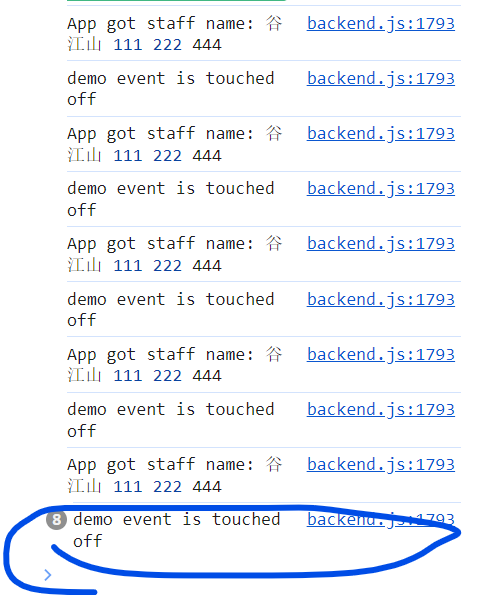 App got staff name: 谷 backend.js:1793
江山 111 222 444
demo event is touched backend.js:1793
off
App got staff name: 谷 backend.js:1793
江山 111 222 444
demo event is touched backend.js:1793
off
App got staff name: 谷 backend.js:1793
江山 111 222 444
demo event is touched backend.js:1793
off
App got staff name: 谷 backend.js:1793
江山 111 222 444
demo event is touched backend.js:1793
off
App got staff name: 谷 backend.js:1793
江山 111 222 444
8 demo event is touched backend.js:1793
off
>